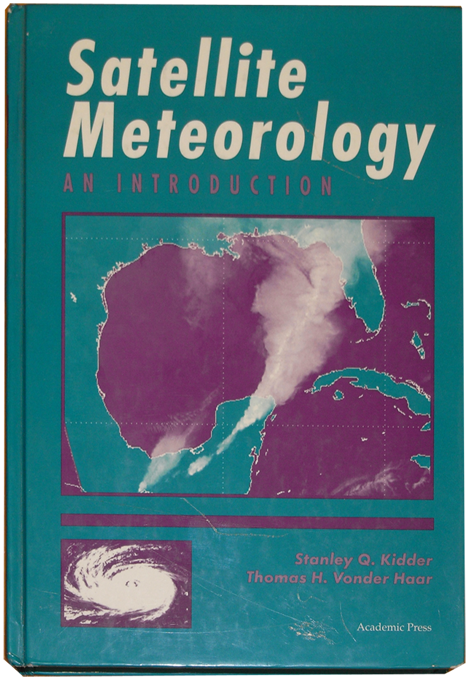 Satellite
Meteorology
AN INTRODUCTION
Stanley Q. Kidder
Thomas H. Vonder Haar
Academic Press